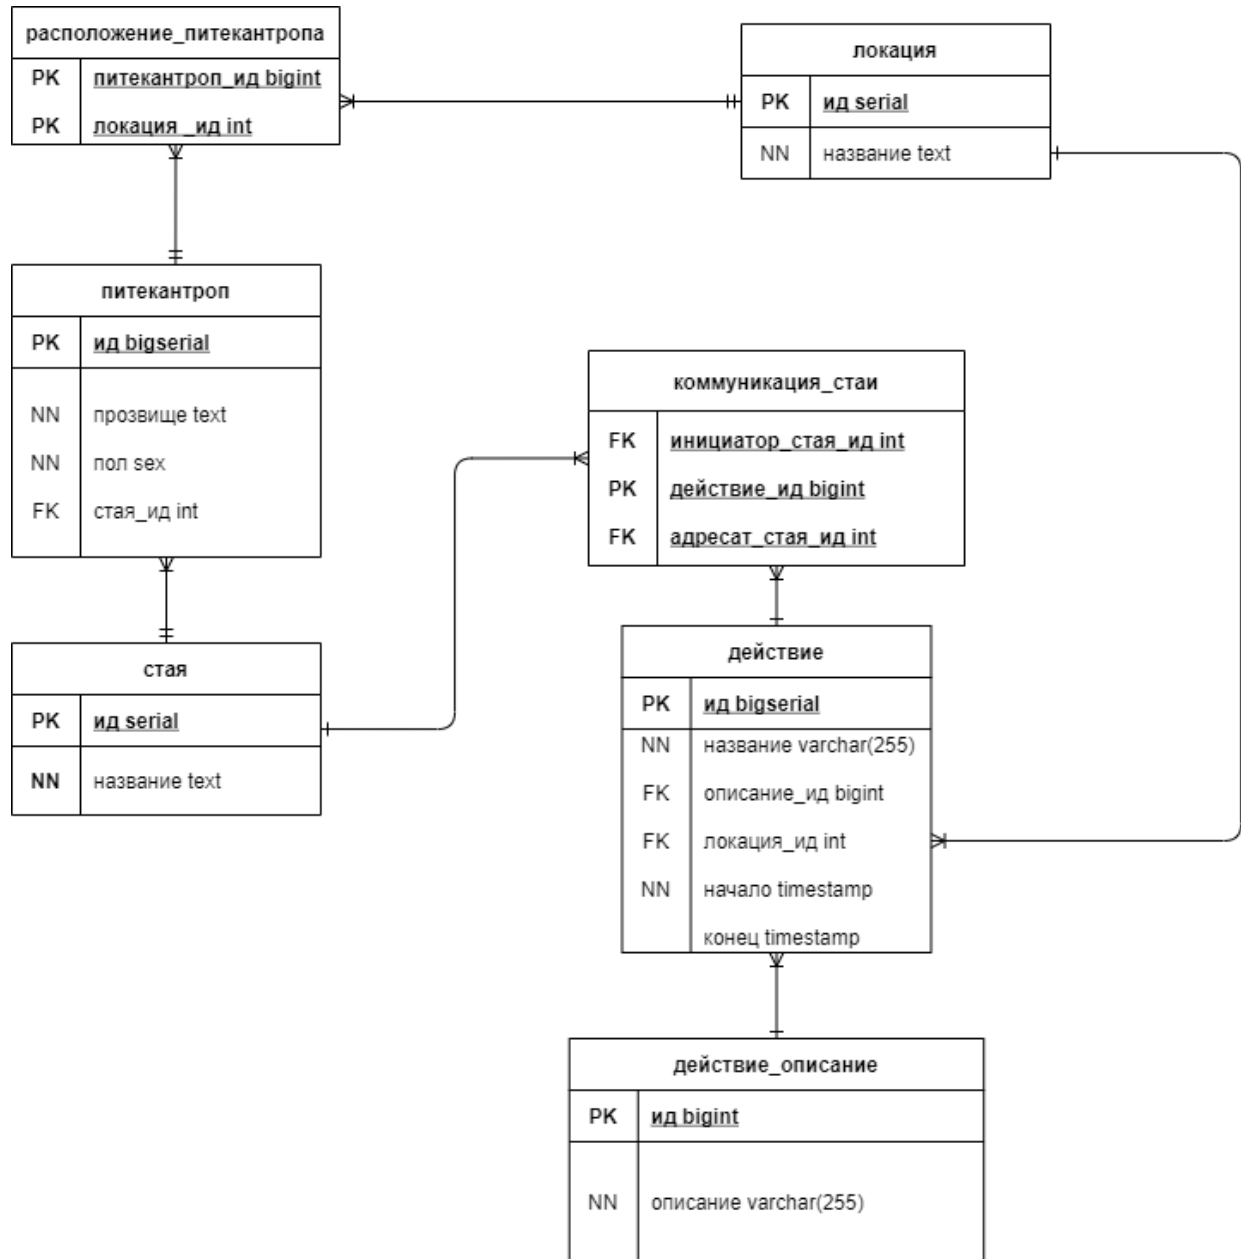 расположение_питекантропа
PK питекантроп_ид bigint
PK локация _ид int
локация
PK ид serial
NN название text
питекантроп
PK ид bigserial
NN прозвище text
NN пол sex
FK стая_ид int
коммуникация_стаи
FK инициатор_стая_ид int
PK действие_ид bigint
FK адресат_стая_ид int
стая
PK ид serial
NN название text
действие
PK ид bigserial
NN название varchar(255)
FK описание_ид bigint
FK локация_ид int
NN начало timestamp
конец timestamp
действие_описание
PK ид bigint
NN описание varchar(255)